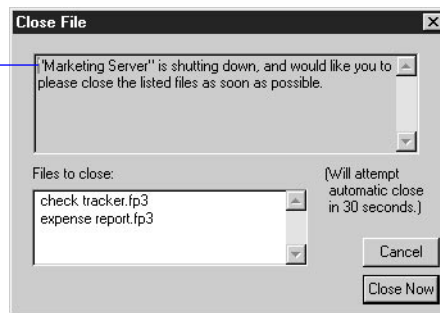 Close File
"Marketing Server" is shutting down, and would like you to
please close the listed files as soon as possible.
Files to close:
check tracker.fp3
expense report.fp3
(Will attempt
automatic close
in 30 seconds.)
Cancel
Close Now